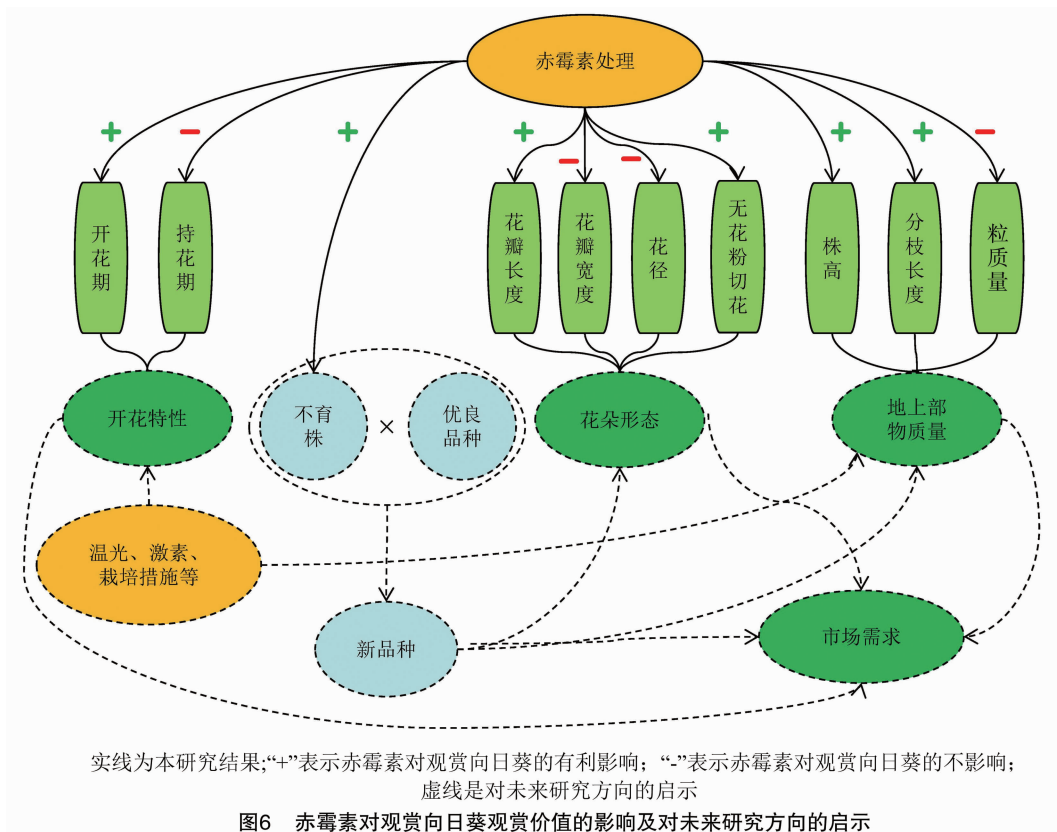 赤霉素处理
+
-
+
+
-
-
+
+
+
-
开花期
持花期
花瓣长度
花瓣宽度
花径
无花粉切花
株高
分枝长度
粒质量
开花特性
不育
株
×
优良
品种
花朵形态
地上部
物质量
温光、激素、
栽培措施等
新品种
市场需求
实线为本研究结果;“+”表示赤霉素对观赏向日葵的有利影响；“-”表示赤霉素对观赏向日葵的不影响；
虚线是对未来研究方向的启示
图6 赤霉素对观赏向日葵观赏价值的影响及对未来研究方向的启示